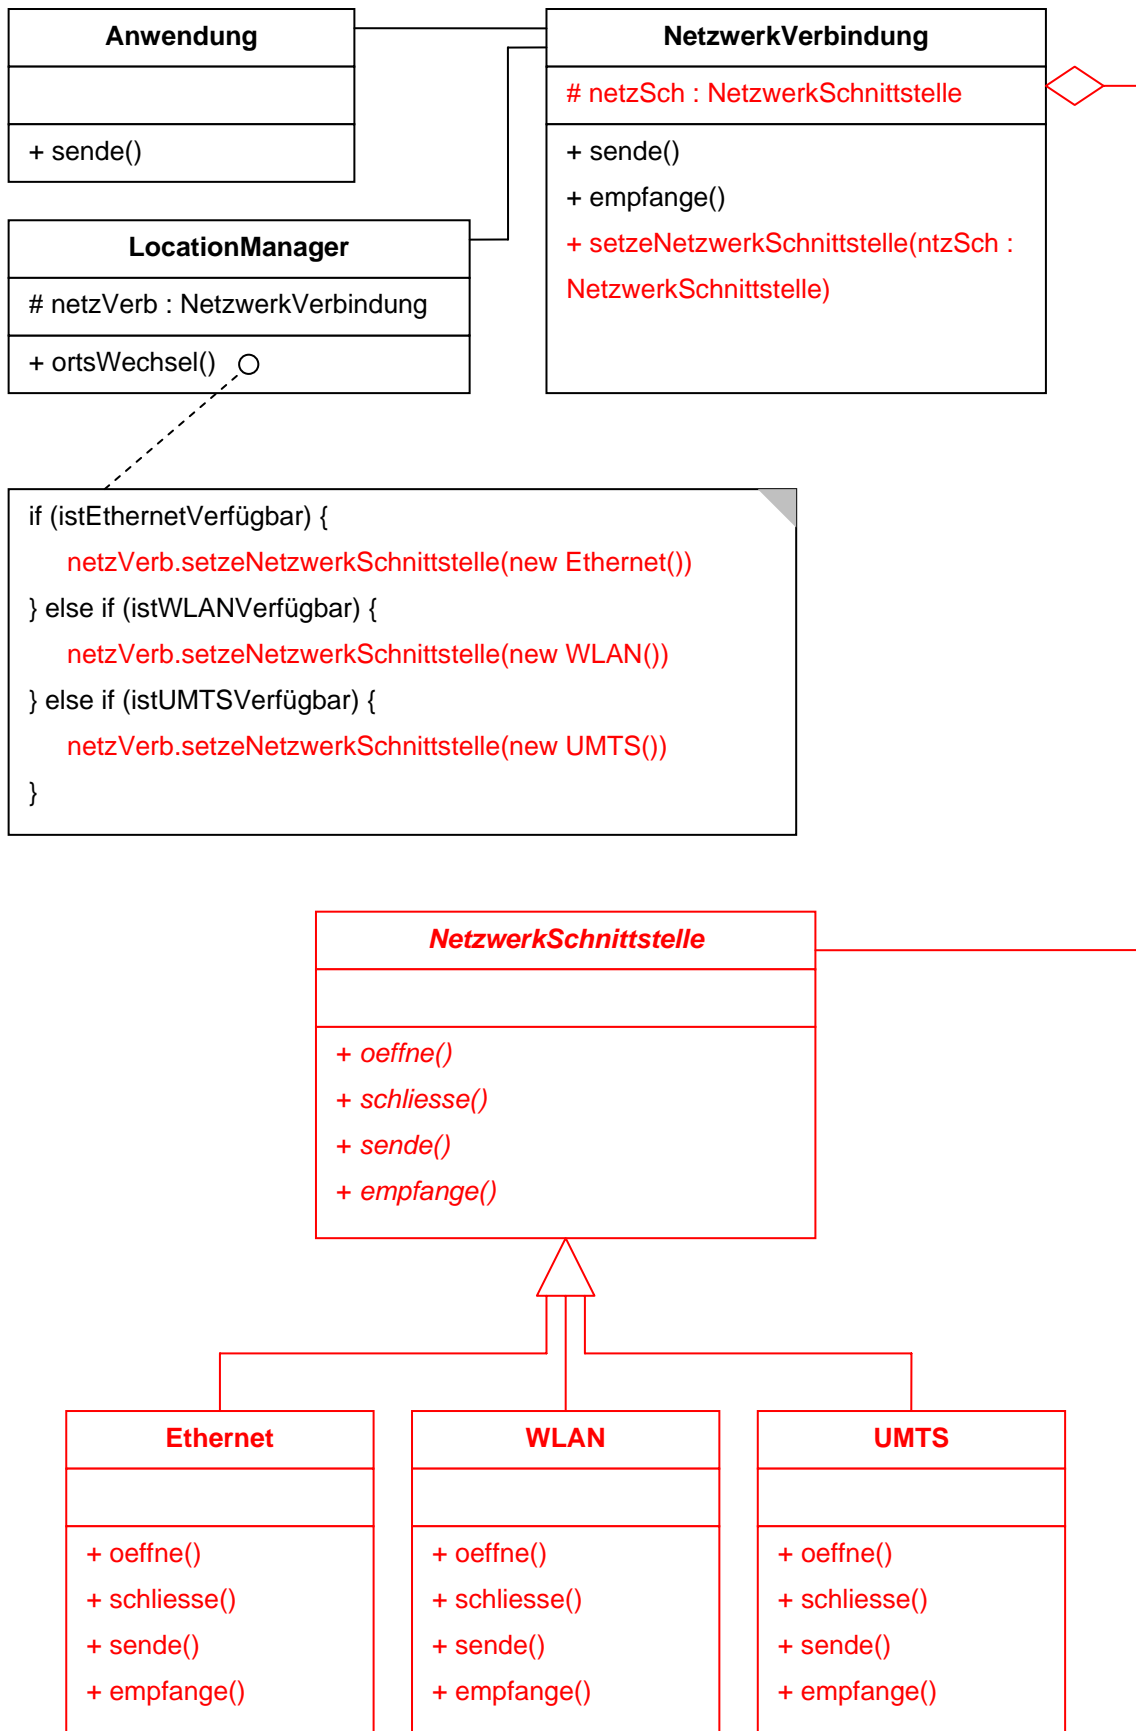 Anwendung
+ sende()
NetzwerkVerbindung
# netzSch : NetzwerkSchnittstelle
+ sende()
+ empfange()
+ setzeNetzwerkSchnittstelle(ntzSch :
NetzwerkSchnittstelle)
LocationManager
# netzVerb : NetzwerkVerbindung
+ ortsWechsel()
if (istEthernetVerfügbar) {
netzVerb.setzeNetzwerkSchnittstelle(new Ethernet())
} else if (istWLANVerfügbar) {
netzVerb.setzeNetzwerkSchnittstelle(new WLAN())
} else if (istUMTSVerfügbar) {
netzVerb.setzeNetzwerkSchnittstelle(new UMTS())
}
NetzwerkSchnittstelle
+ oeffne()
+ schliesse()
+ sende()
+ empfange()
Ethernet
+ oeffne()
+ schliesse()
+ sende()
+ empfange()
WLAN
+ oeffne()
+ schliesse()
+ sende()
+ empfange()
UMTS
+ oeffne()
+ schliesse()
+ sende()
+ empfange()